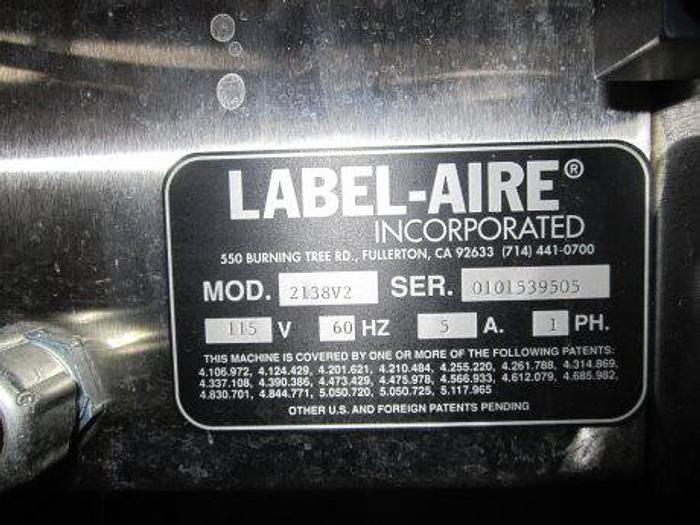 LABEL-AIRE®
INCORPORATED
550 BURNING TREE RD., FULLERTON, CA 92633 (714) 441-0700
MOD. 2138V2 SER. 0101539505
115 V 60 HZ 5 A. 1 PH.
THIS MACHINE IS COVERED BY ONE OR MORE OF THE FOLLOWING PATENTS:
4.106.972, 4.124.429, 4.201.621, 4.210.484, 4.255.220, 4.261.788, 4.314.869,
4.337.108, 4.390.386, 4.473.429, 4.475.978, 4.566.933, 4.612.079, 4.685.982,
4.830.701, 4.844.771, 5.050.720, 5.050.725, 5.117.965
OTHER U.S. AND FOREIGN PATENTS PENDING